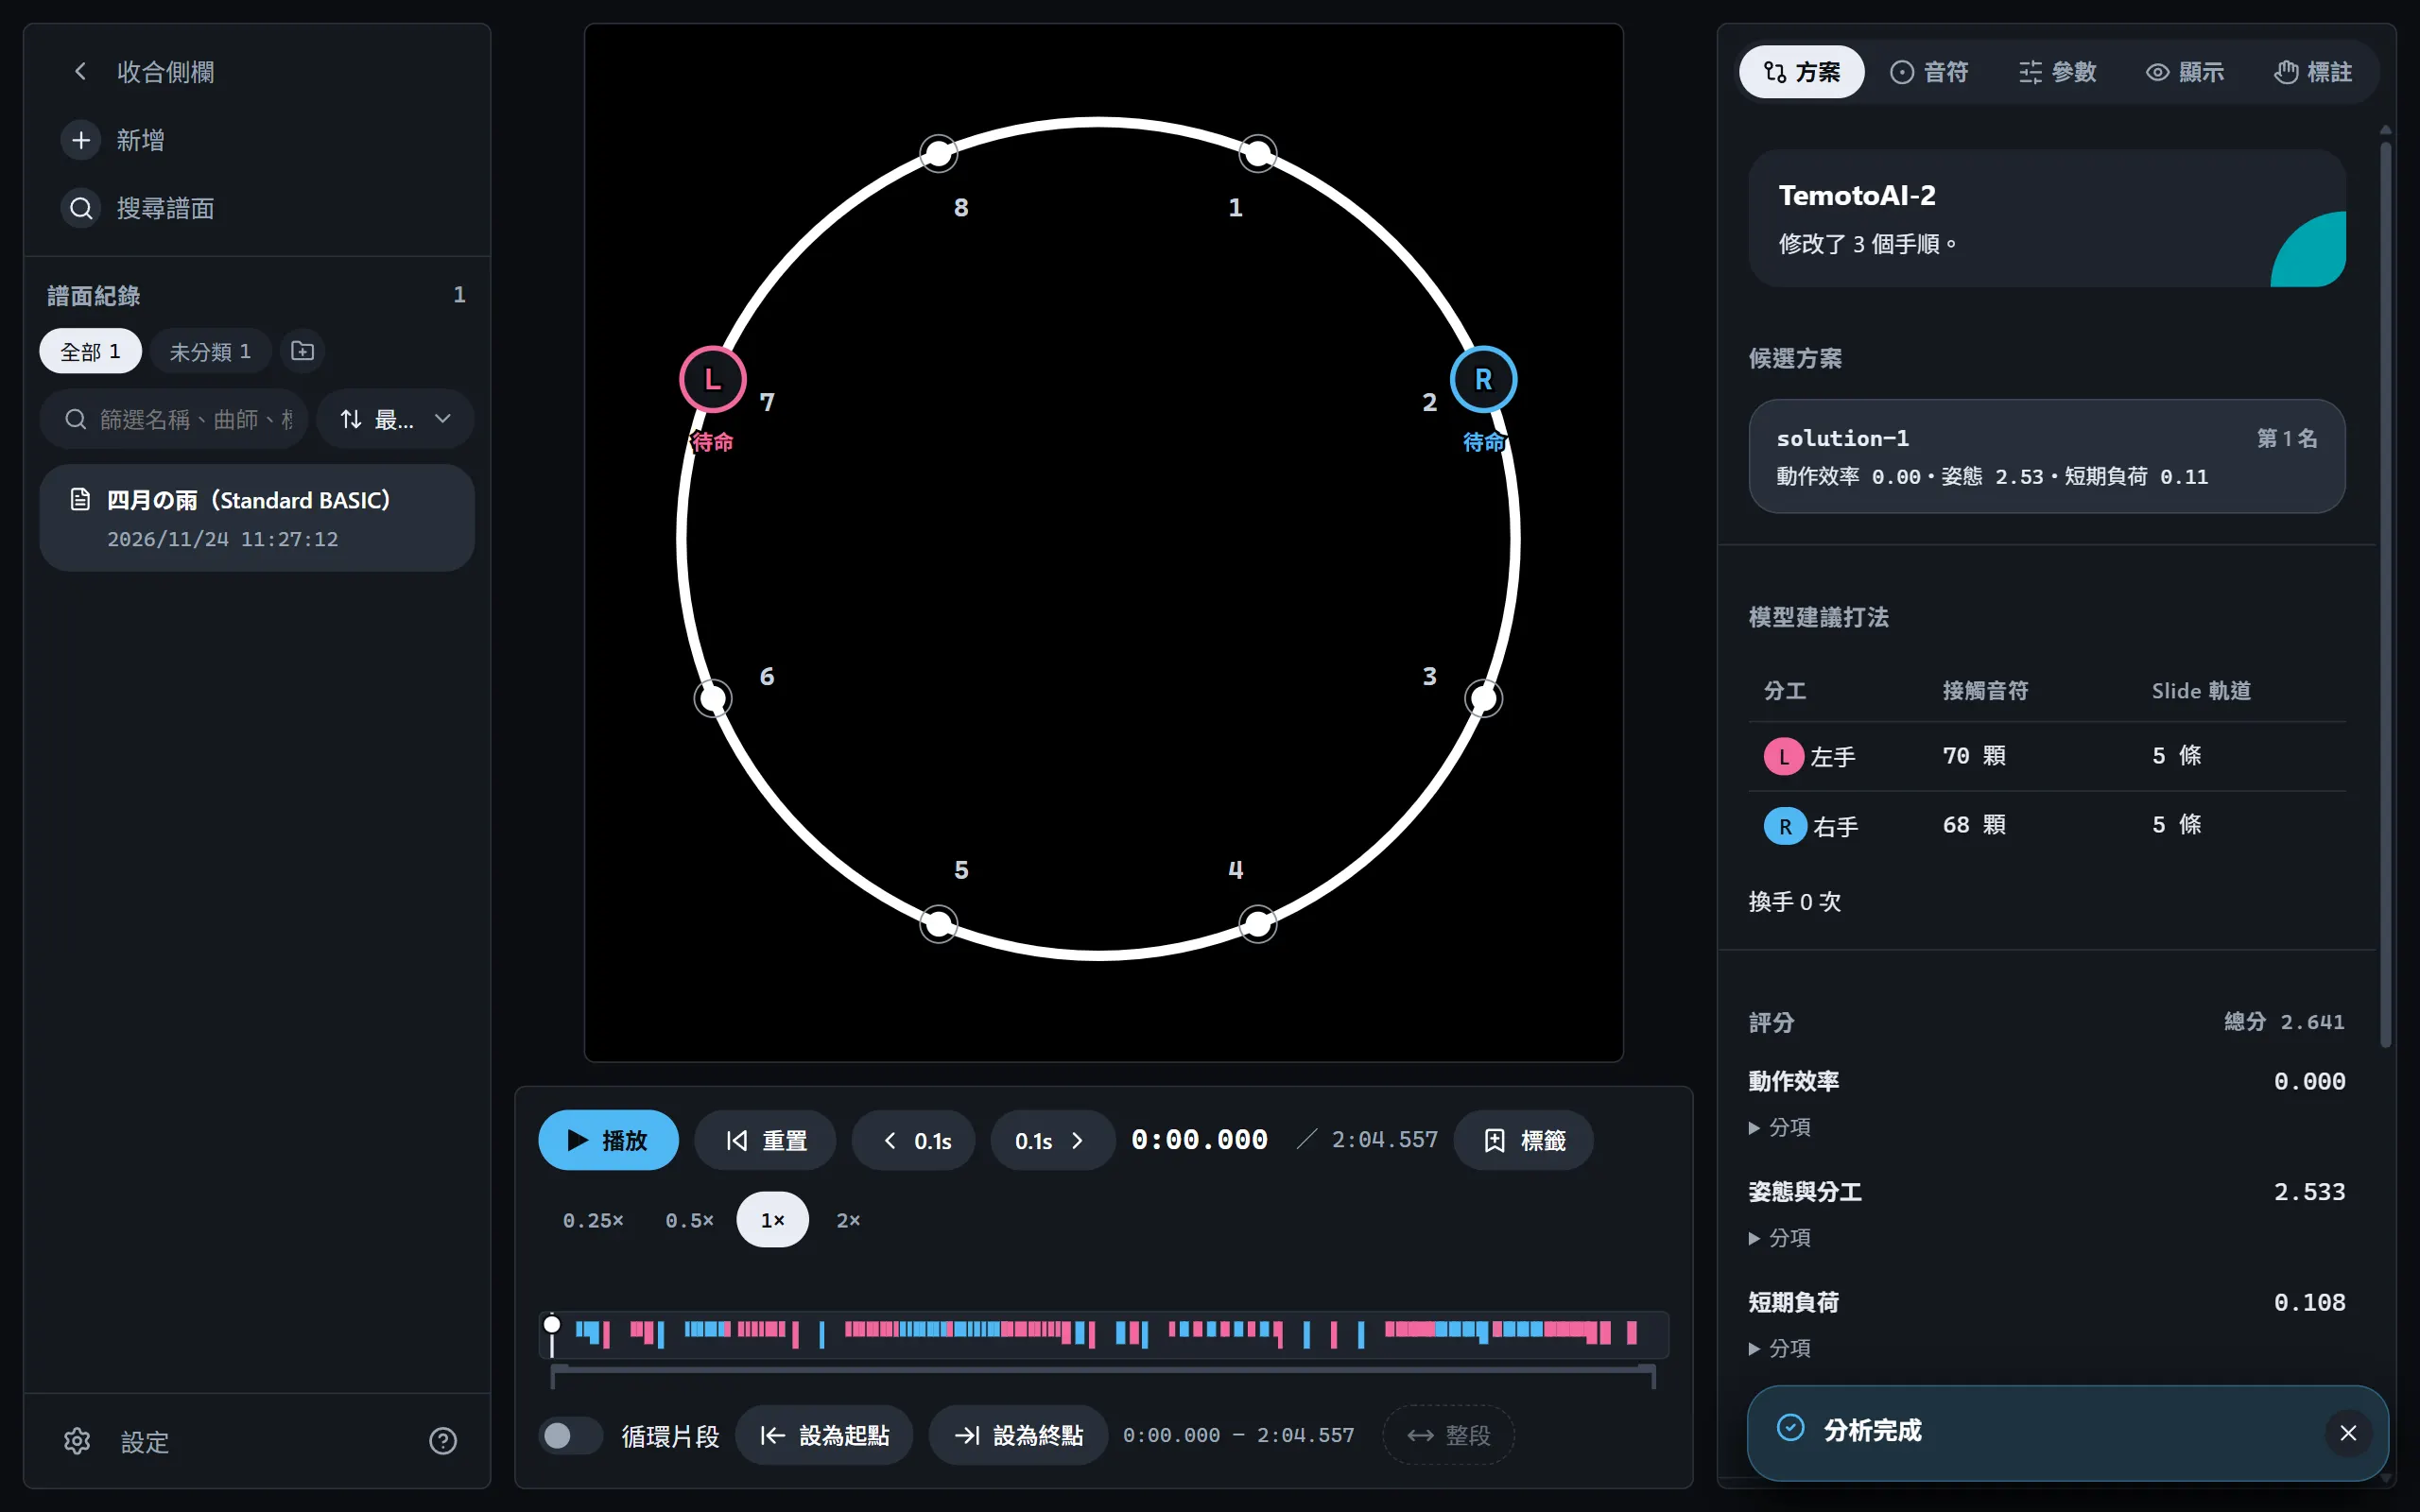 收合側欄
新增
搜尋譜面
譜面紀錄 1
全部 1 未分類 1
篩選名稱、曲師、 最...
四月の雨（Standard BASIC）
2026/11/24 11:27:12
設定
8 1
L R
7 2
待命 待命
6 3
5 4
播放 重置 0.1s 0.1s 0:00.000 ／ 2:04.557 標籤
0.25× 0.5× 1× 2×
循環片段 設為起點 設為終點 0:00.000 – 2:04.557 整段
方案 音符 參數 顯示 標註
TemotoAI-2
修改了 3 個手順。
候選方案
solution-1 第 1 名
動作效率 0.00・姿態 2.53・短期負荷 0.11
模型建議打法
分工 接觸音符 Slide 軌道
L 左手 70 顆 5 條
R 右手 68 顆 5 條
換手 0 次
評分 總分 2.641
動作效率 0.000
分項
姿態與分工 2.533
分項
短期負荷 0.108
分項
分析完成